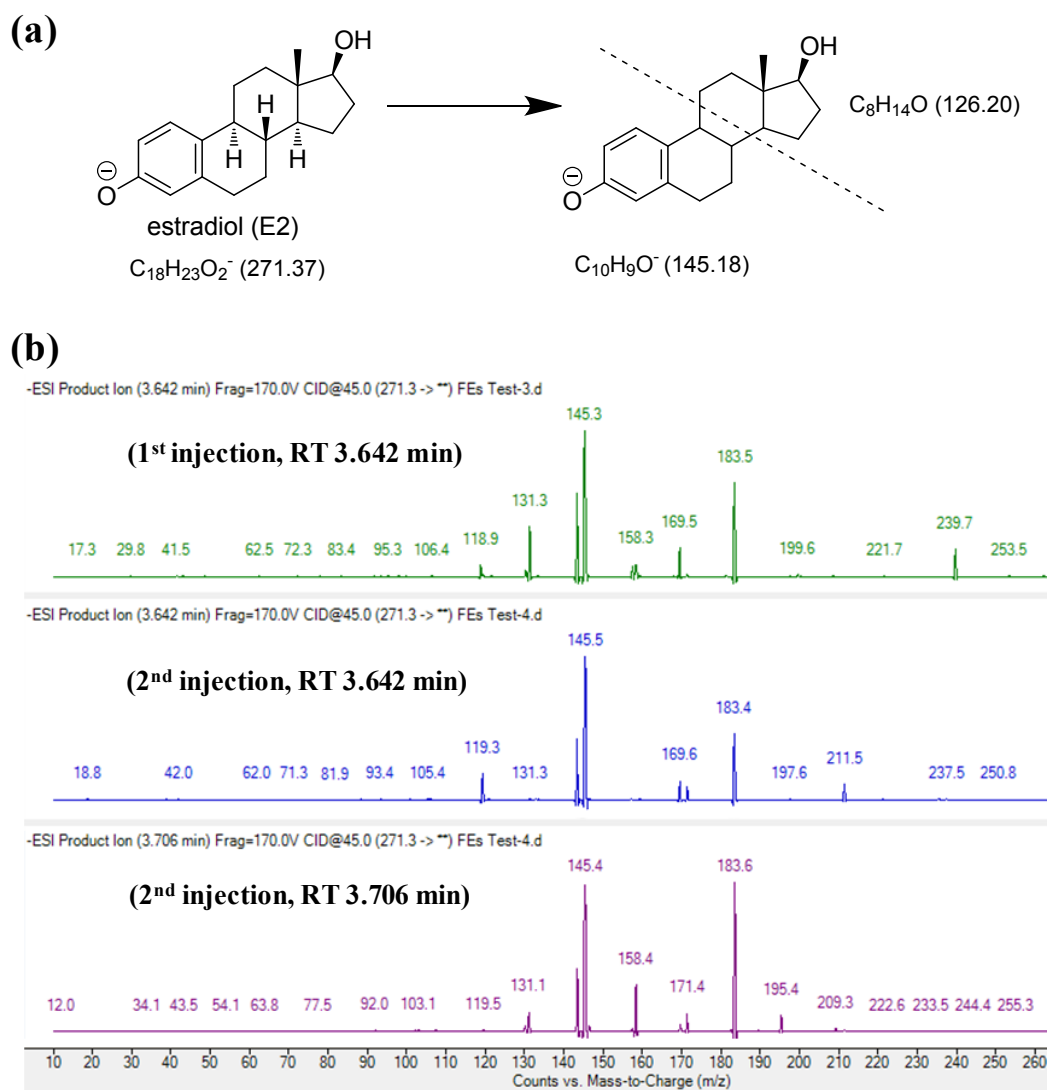 (a)
OH
H
H
H
⊖
O
estradiol (E2)
C₁₈H₂₃O₂⁻ (271.37)
OH
C₈H₁₄O (126.20)
⊖
O
C₁₀H₉O⁻ (145.18)
(b)
-ESI Product Ion (3.642 min) Frag=170.0V CID@45.0 (271.3 -> **) FEs Test-3.d
(1st injection, RT 3.642 min)
17.3 29.8 41.5 62.5 72.3 83.4 95.3 106.4 118.9 131.3 145.3 158.3 169.5 183.5 199.6 221.7 239.7 253.5
-ESI Product Ion (3.642 min) Frag=170.0V CID@45.0 (271.3 -> **) FEs Test-4.d
(2nd injection, RT 3.642 min)
18.8 42.0 62.0 71.3 81.9 93.4 105.4 119.3 131.3 145.5 169.6 183.4 197.6 211.5 237.5 250.8
-ESI Product Ion (3.706 min) Frag=170.0V CID@45.0 (271.3 -> **) FEs Test-4.d
(2nd injection, RT 3.706 min)
12.0 34.1 43.5 54.1 63.8 77.5 92.0 103.1 119.5 131.1 145.4 158.4 171.4 183.6 195.4 209.3 222.6 233.5 244.4 255.3
10 20 30 40 50 60 70 80 90 100 110 120 130 140 150 160 170 180 190 200 210 220 230 240 250 260
Counts vs. Mass-to-Charge (m/z)